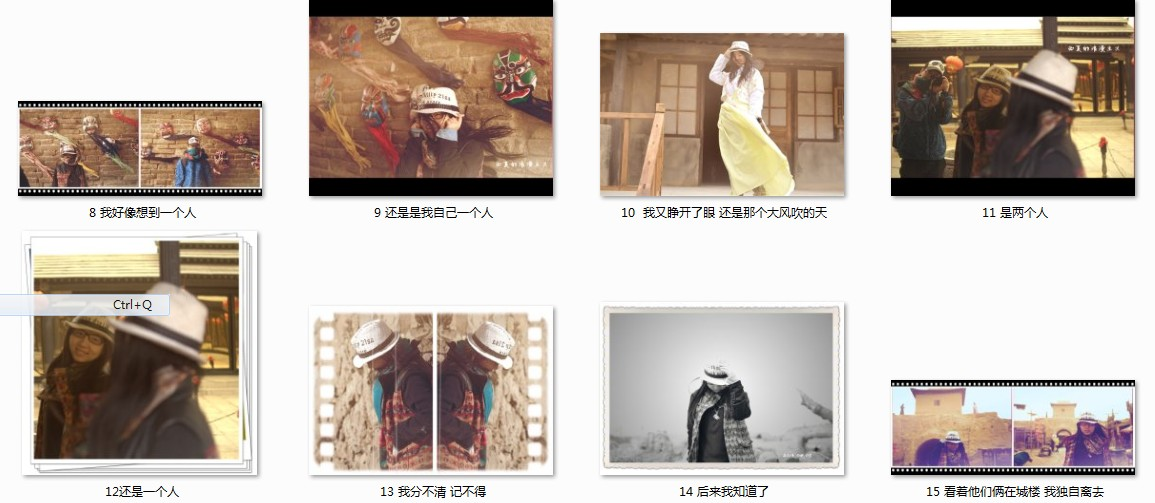 8 我好像想到一个人
9 还是是我自己一个人
10 我又睁开了眼 还是那个大风吹的天
11 是两个人
Ctrl+Q
12还是一个人
13 我分不清 记不得
14 后来我知道了
15 看着他们俩在城楼 我独自离去